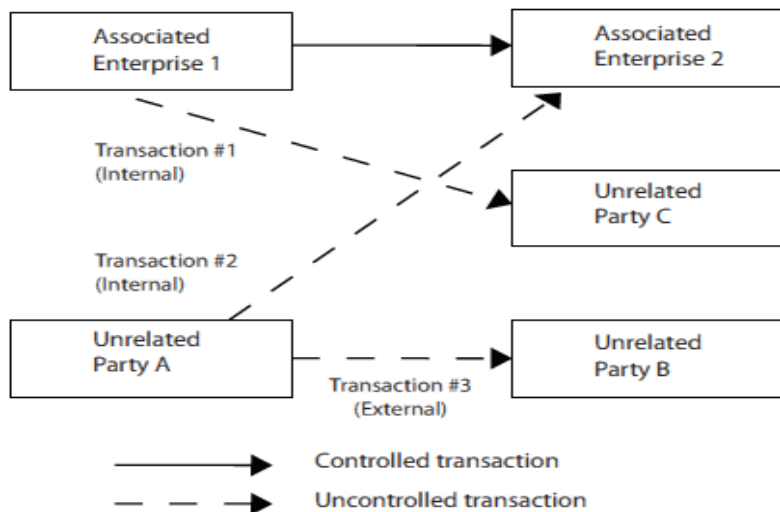 Associated
Enterprise 1
Associated
Enterprise 2
Transaction #1
(Internal)
Unrelated
Party C
Transaction #2
(Internal)
Unrelated
Party A
Unrelated
Party B
Transaction #3
(External)
Controlled transaction
Uncontrolled transaction